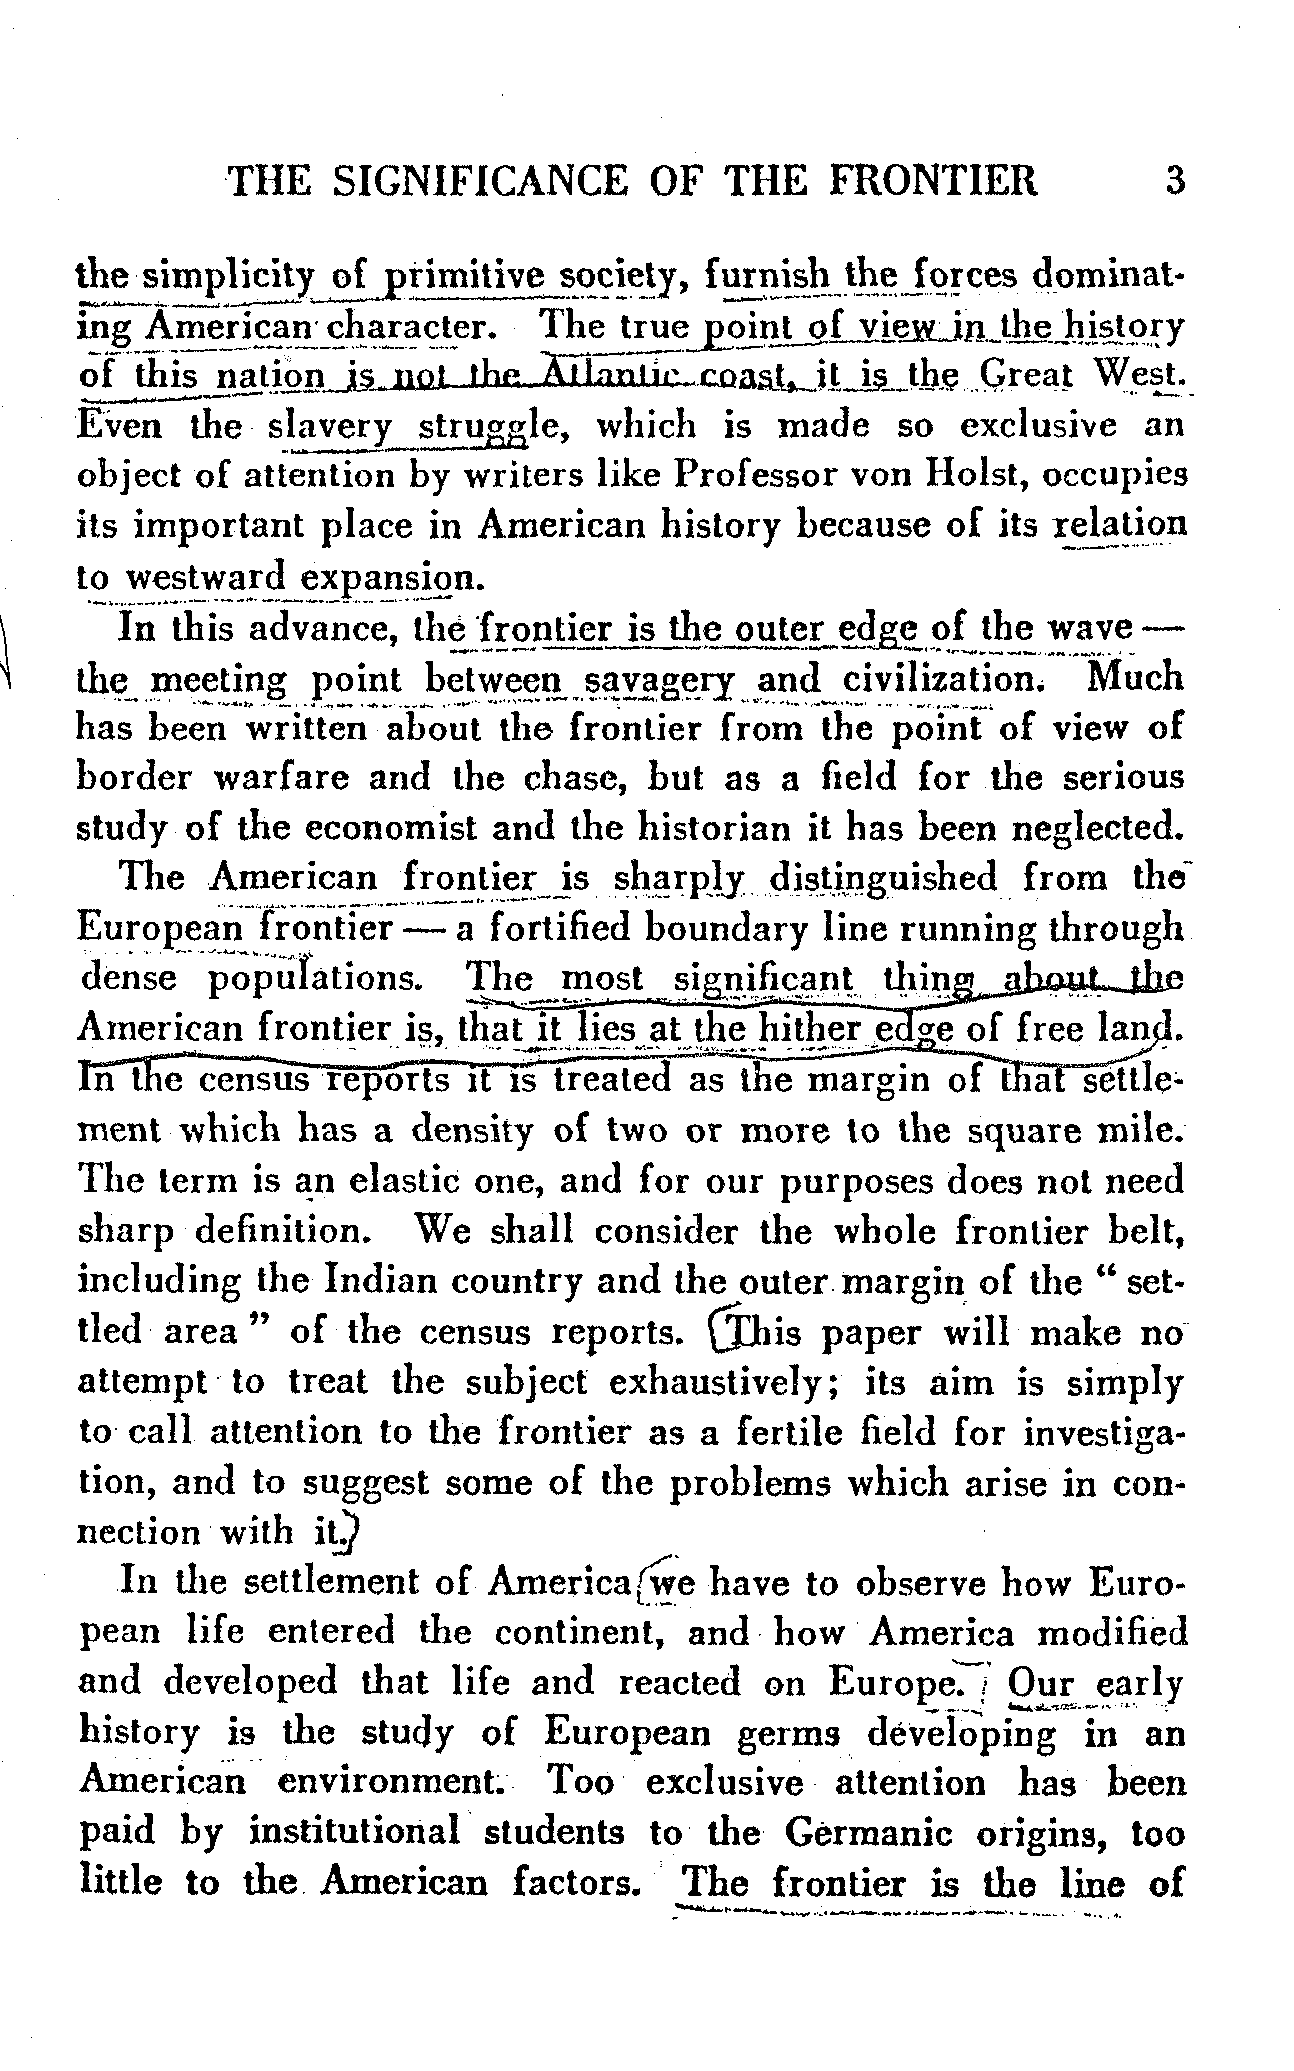 THE SIGNIFICANCE OF THE FRONTIER 3
the simplicity of primitive society, furnish the forces dominat-
ing American character. The true point of view in the history
of this nation is not the Atlantic coast, it is the Great West.
Even the slavery struggle, which is made so exclusive an
object of attention by writers like Professor von Holst, occupies
its important place in American history because of its relation
to westward expansion.
In this advance, the frontier is the outer edge of the wave —
the meeting point between savagery and civilization. Much
has been written about the frontier from the point of view of
border warfare and the chase, but as a field for the serious
study of the economist and the historian it has been neglected.
The American frontier is sharply distinguished from the
European frontier — a fortified boundary line running through
dense populations. The most significant thing about the
American frontier is, that it lies at the hither edge of free land.
In the census reports it is treated as the margin of that settle-
ment which has a density of two or more to the square mile.
The term is an elastic one, and for our purposes does not need
sharp definition. We shall consider the whole frontier belt,
including the Indian country and the outer margin of the " set-
tled area " of the census reports. (This paper will make no
attempt to treat the subject exhaustively; its aim is simply
to call attention to the frontier as a fertile field for investiga-
tion, and to suggest some of the problems which arise in con-
nection with it.)
In the settlement of America (we have to observe how Euro-
pean life entered the continent, and how America modified
and developed that life and reacted on Europe. Our early
history is the study of European germs developing in an
American environment. Too exclusive attention has been
paid by institutional students to the Germanic origins, too
little to the American factors. The frontier is the line of